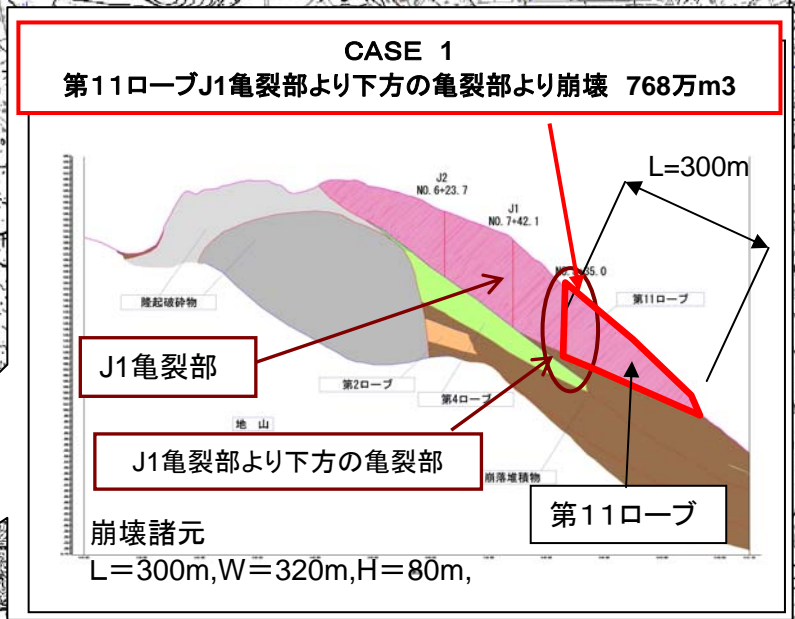 CASE 1
第11ローブJ1亀裂部より下方の亀裂部より崩壊 768万m3
L=300m
J2
NO.6+23.7
J1
NO.7+42.1
35.0
隆起破砕物
第11ローブ
J1亀裂部
第2ローブ
第4ローブ
地 山
J1亀裂部より下方の亀裂部
崩落堆積物
第11ローブ
崩壊諸元
L=300m,W=320m,H=80m,